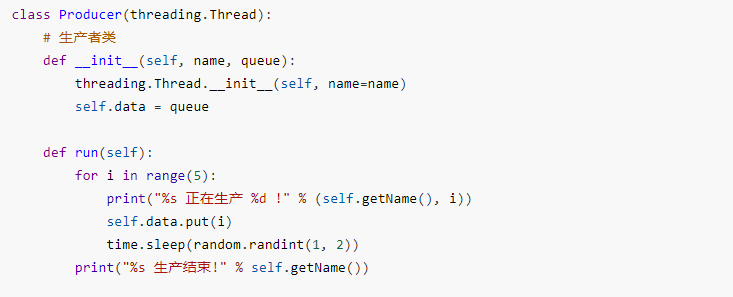 class Producer(threading.Thread):
    # 生产者类
    def __init__(self, name, queue):
        threading.Thread.__init__(self, name=name)
        self.data = queue

    def run(self):
        for i in range(5):
            print("%s 正在生产 %d !" % (self.getName(), i))
            self.data.put(i)
            time.sleep(random.randint(1, 2))
        print("%s 生产结束!" % self.getName())